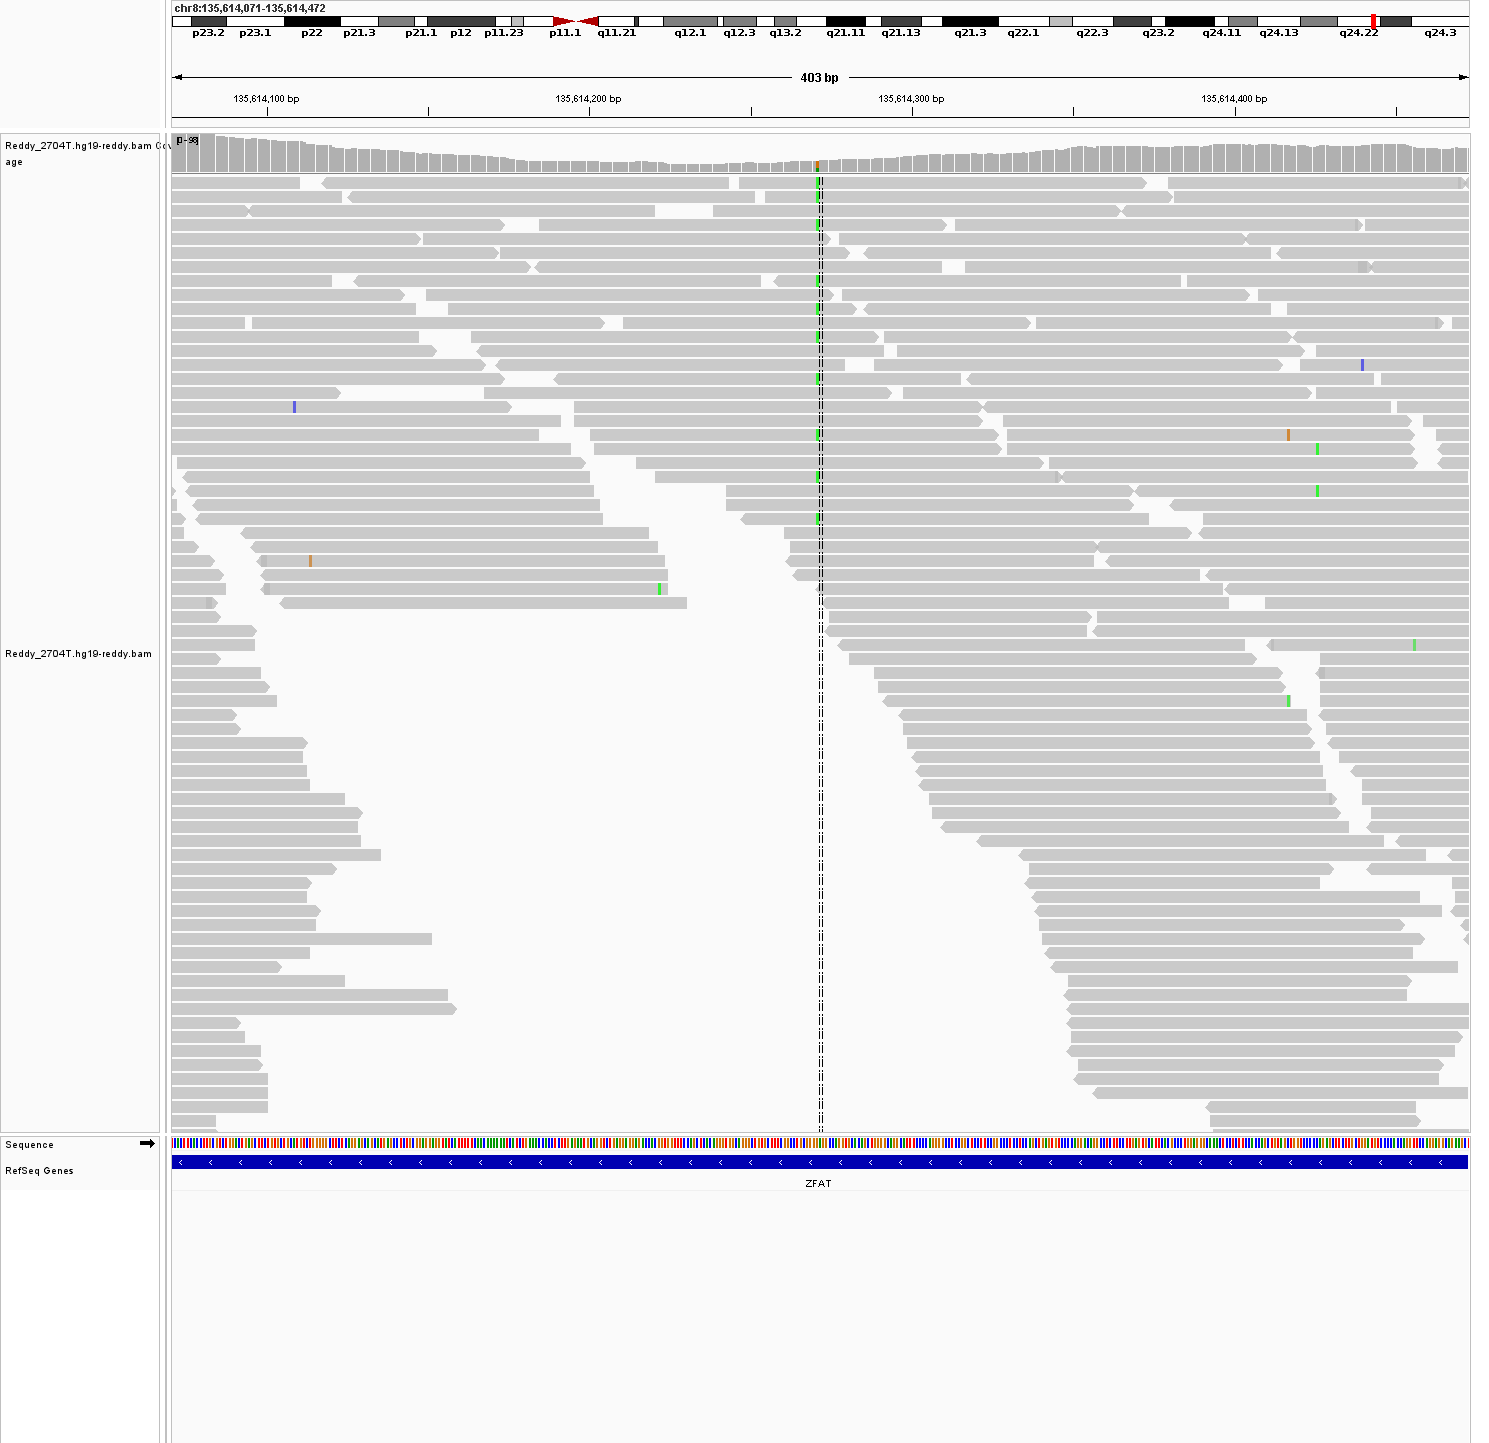 chr8:135,614,071-135,614,472
p23.2 p23.1 p22 p21.3 p21.1 p12 p11.23 p11.1 q11.21 q12.1 q12.3 q13.2 q21.11 q21.13 q21.3 q22.1 q22.3 q23.2 q24.11 q24.13 q24.22 q24.3
403 bp
135,614,100 bp 135,614,200 bp 135,614,300 bp 135,614,400 bp
Reddy_2704T.hg19-reddy.bam Cov
age
[0-98]
Reddy_2704T.hg19-reddy.bam
Sequence
RefSeq Genes
ZFAT